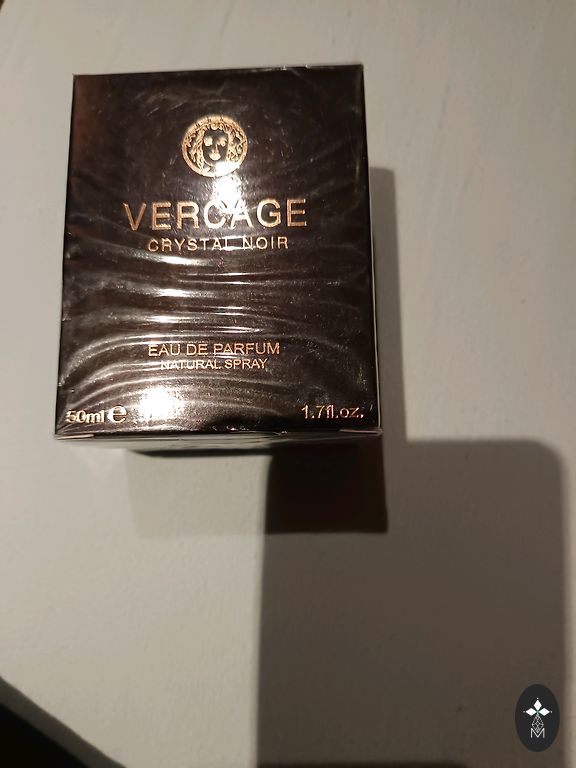 VERCAGE
CRYSTAL NOIR
EAU DE PARFUM
NATURAL SPRAY
50ml e 1.7fl.oz.
M